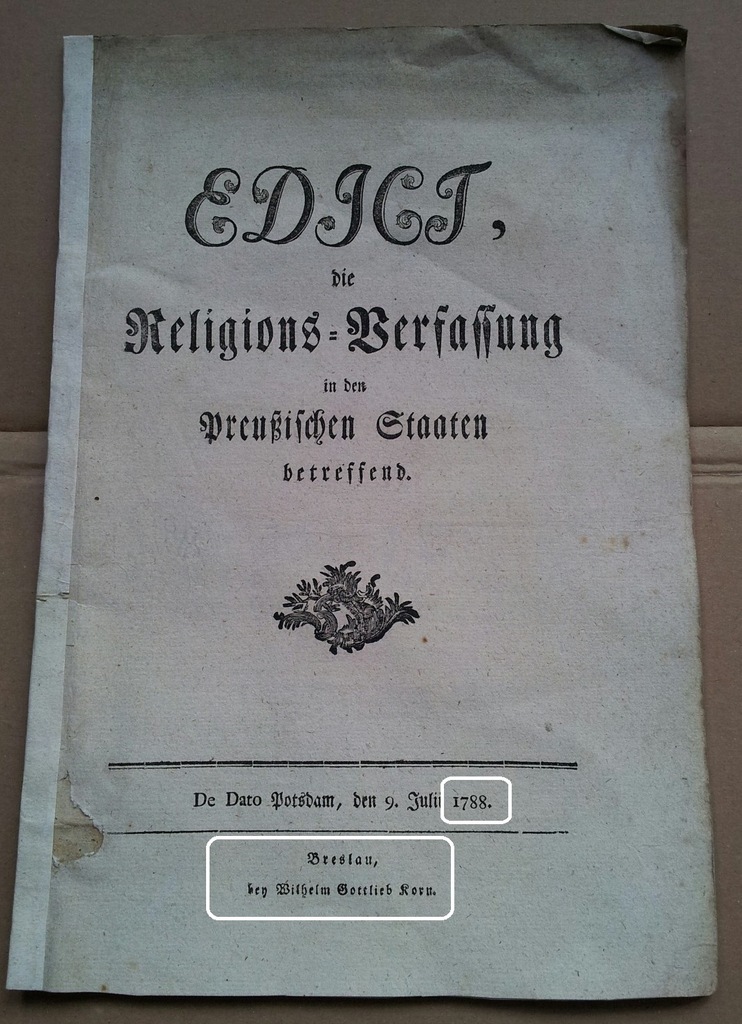 EDICT,
die
Religions-Verfassung
in den
Preußischen Staaten
betreffend.
De Dato Potsdam, den 9. Julii 1788.
Breslau,
bey Wilhelm Gottlieb Korn.